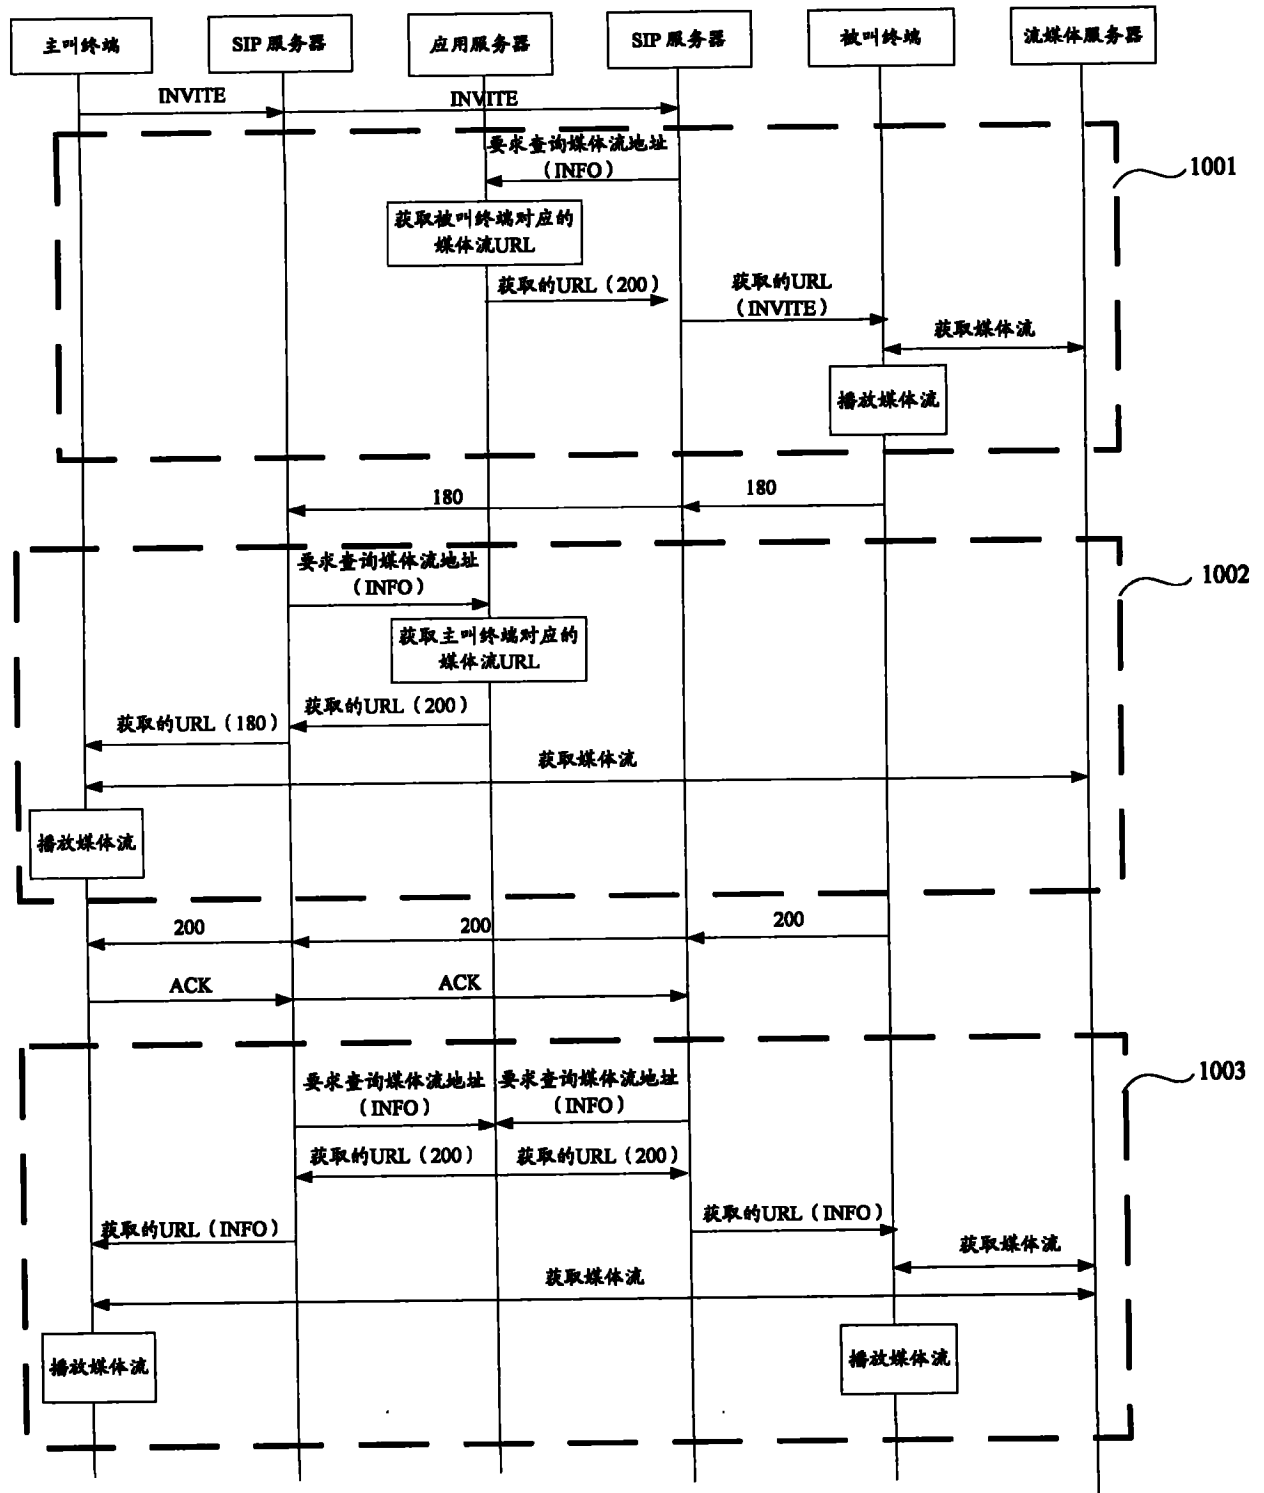 主叫终端
SIP 服务器
应用服务器
SIP 服务器
被叫终端
流媒体服务器
INVITE
INVITE
要求查询媒体流地址
（INFO）
1001
获取被叫终端对应的
媒体流URL
获取的URL（200）
获取的URL
（INVITE）
获取媒体流
播放媒体流
180
180
要求查询媒体流地址
（INFO）
1002
获取主叫终端对应的
媒体流URL
获取的URL（200）
获取的URL（180）
获取媒体流
播放媒体流
200
200
200
ACK
ACK
要求查询媒体流地址
（INFO）
要求查询媒体流地址
（INFO）
1003
获取的URL（200）
获取的URL（200）
获取的URL（INFO）
获取的URL（INFO）
获取媒体流
获取媒体流
播放媒体流
播放媒体流